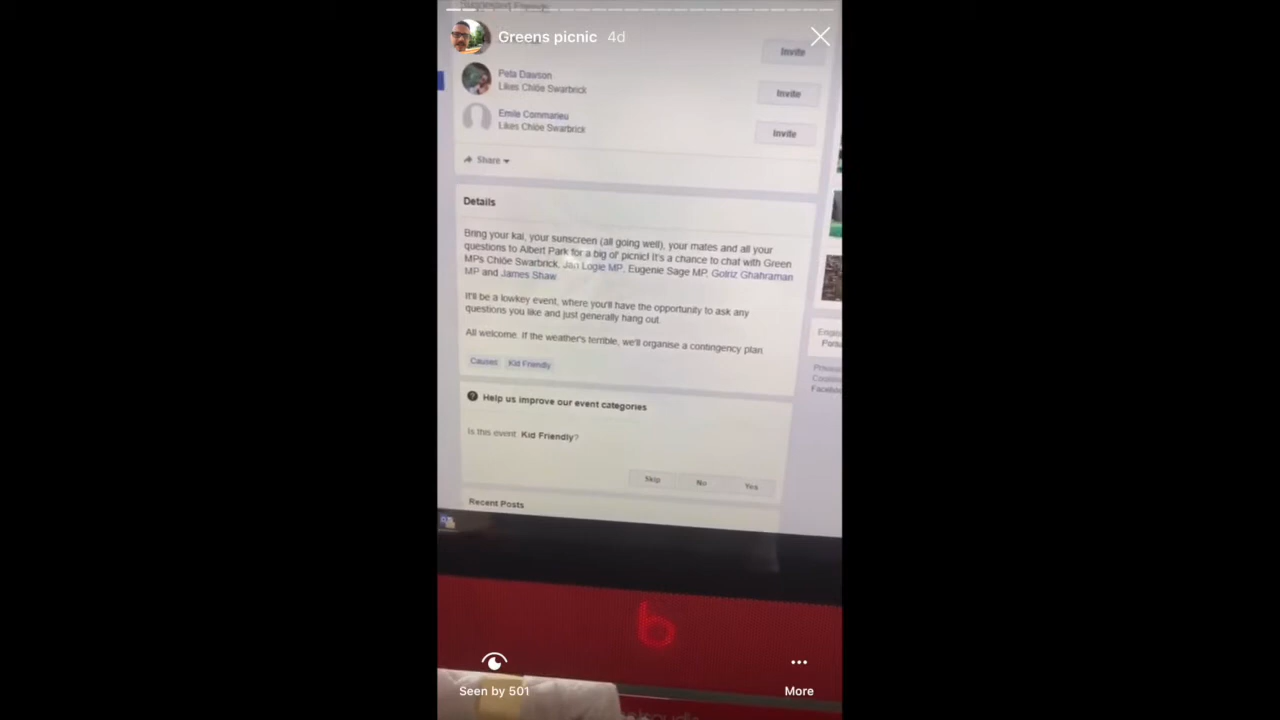 Suggested Friends
Greens picnic 4d
Invite
Peta Dawson
Likes Chlöe Swarbrick
Invite
Emile Commarieu
Likes Chlöe Swarbrick
Invite
Share
Details
Bring your kai, your sunscreen (all going well), your mates and all your
questions to Albert Park for a big ol' picnic! It's a chance to chat with Green
MPs Chlöe Swarbrick, Jan Logie MP, Eugenie Sage MP, Golriz Ghahraman
MP and James Shaw.
It'll be a lowkey event, where you'll have the opportunity to ask any
questions you like and just generally hang out.
All welcome. If the weather's terrible, we'll organise a contingency plan.
Causes Kid Friendly
Help us improve our event categories
Is this event Kid Friendly?
Skip No Yes
Recent Posts
b
Seen by 501
More